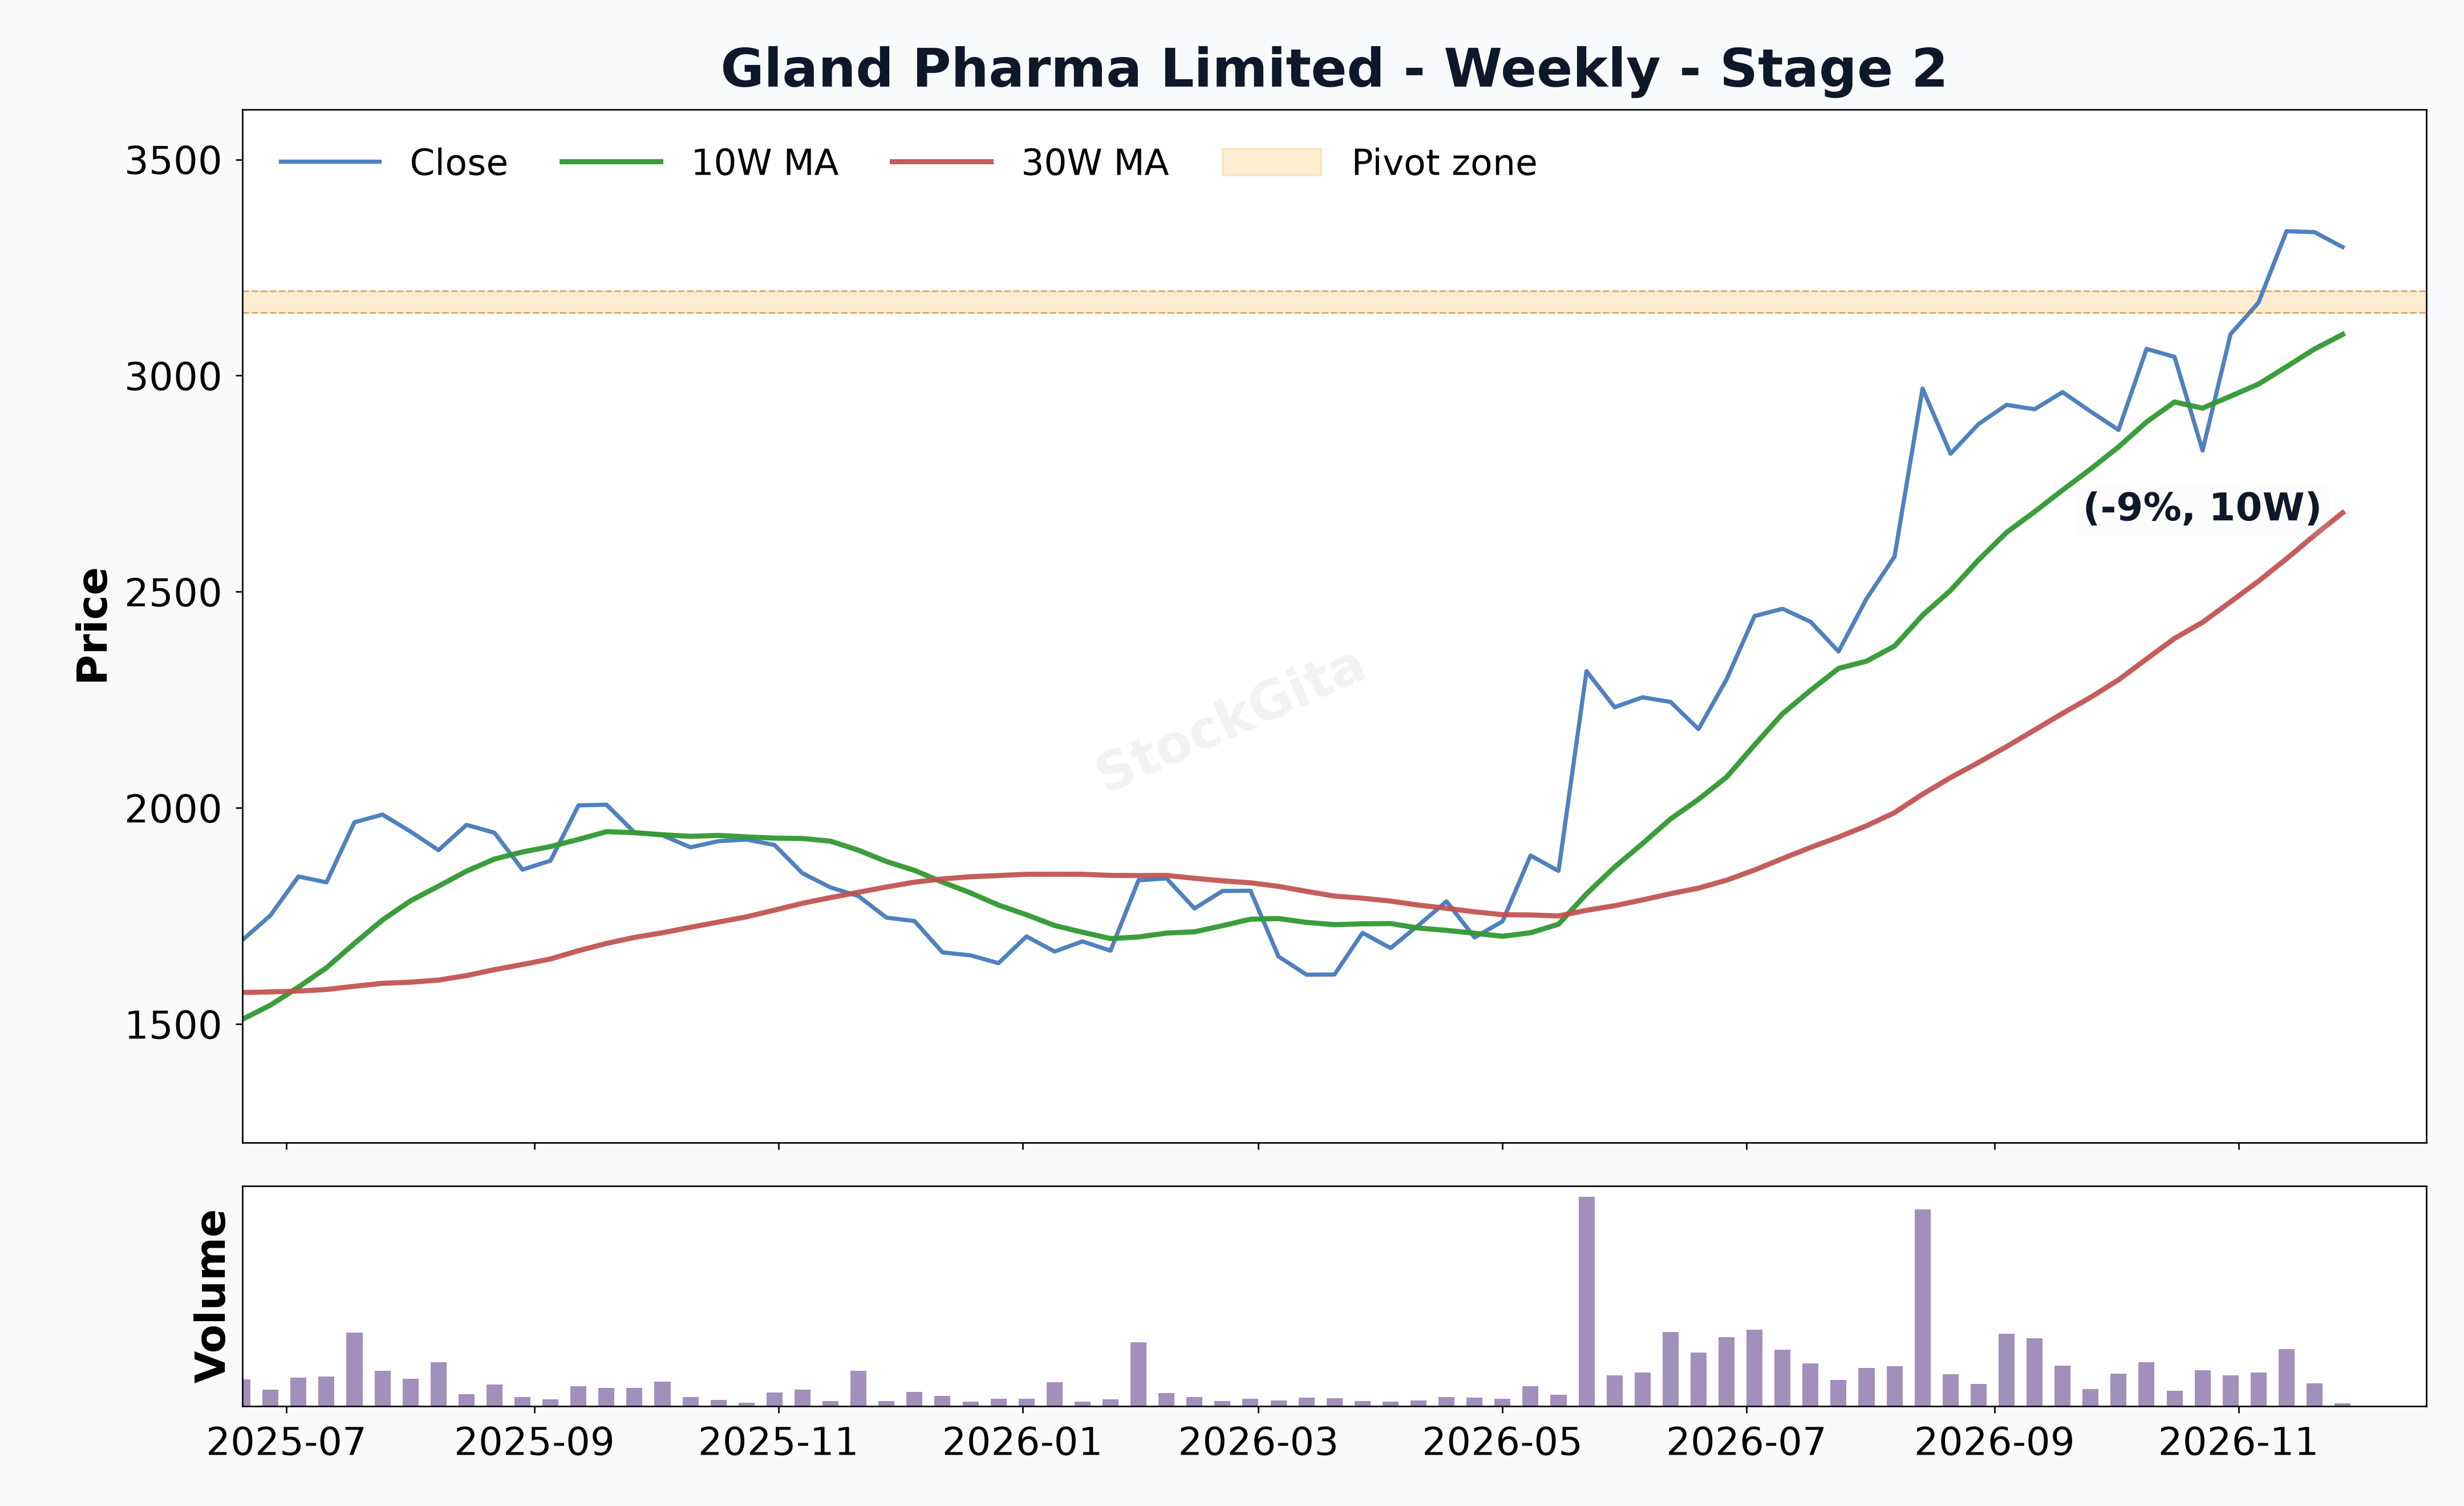 Gland Pharma Limited - Weekly - Stage 2
Close 10W MA 30W MA Pivot zone
3500
3000
2500
2000
1500
Price
(-9%, 10W)
StockGita
Volume
2025-07 2025-09 2025-11 2026-01 2026-03 2026-05 2026-07 2026-09 2026-11